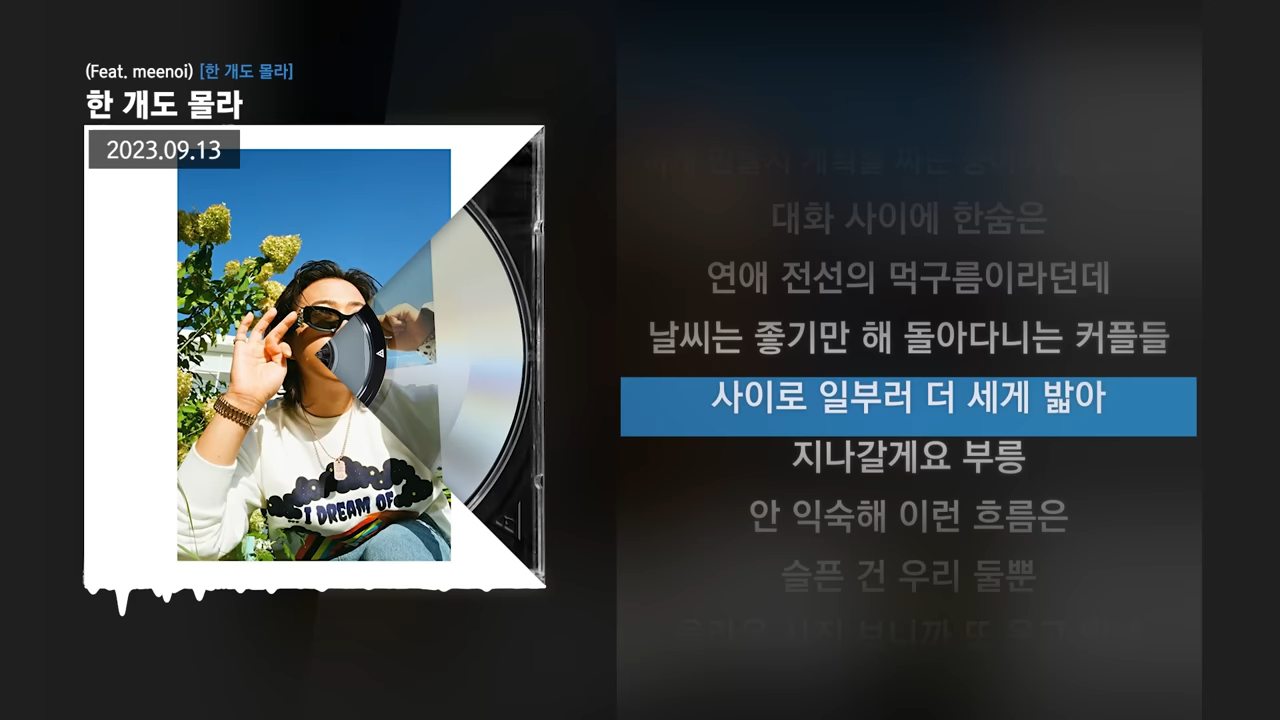 (Feat. meenoi) [한 개도 몰라]
한 개도 몰라
2023.09.13
I DREAM OF
대화 사이에 한숨은
연애 전선의 먹구름이라던데
날씨는 좋기만 해 돌아다니는 커플들
사이로 일부러 더 세게 밟아
지나갈게요 부릉
안 익숙해 이런 흐름은
슬픈 건 우리 둘뿐